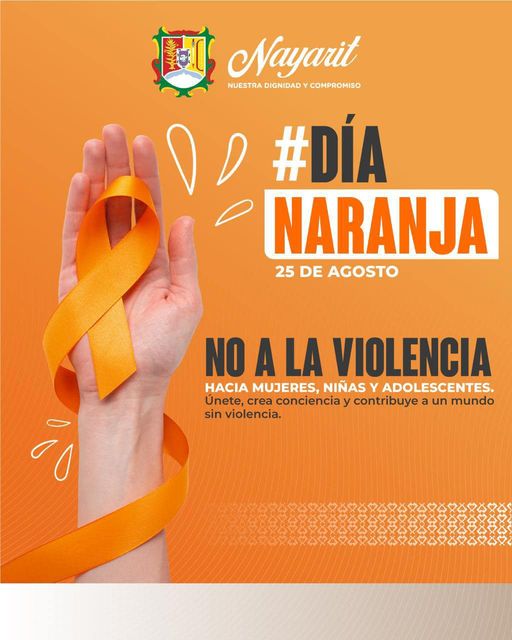 Nayarit
NUESTRA DIGNIDAD Y COMPROMISO
#DÍA
NARANJA
25 DE AGOSTO
NO A LA VIOLENCIA
HACIA MUJERES, NIÑAS Y ADOLESCENTES.
Únete, crea conciencia y contribuye a un mundo
sin violencia.